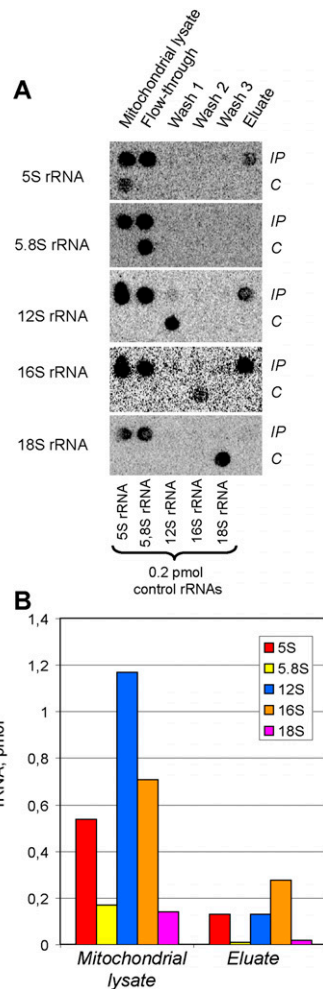 A
Mitochondrial lysate
Flow-through
Wash 1
Wash 2
Wash 3
Eluate
5S rRNA
IP
C
5.8S rRNA
IP
C
12S rRNA
IP
C
16S rRNA
IP
C
18S rRNA
IP
C
5S rRNA
5,8S rRNA
12S rRNA
16S rRNA
18S rRNA
0.2 pmol
control rRNAs
B
1,4
1,2
1
0,8
0,6
0,4
0,2
0
5S
5.8S
12S
16S
18S
Mitochondrial
lysate
Eluate